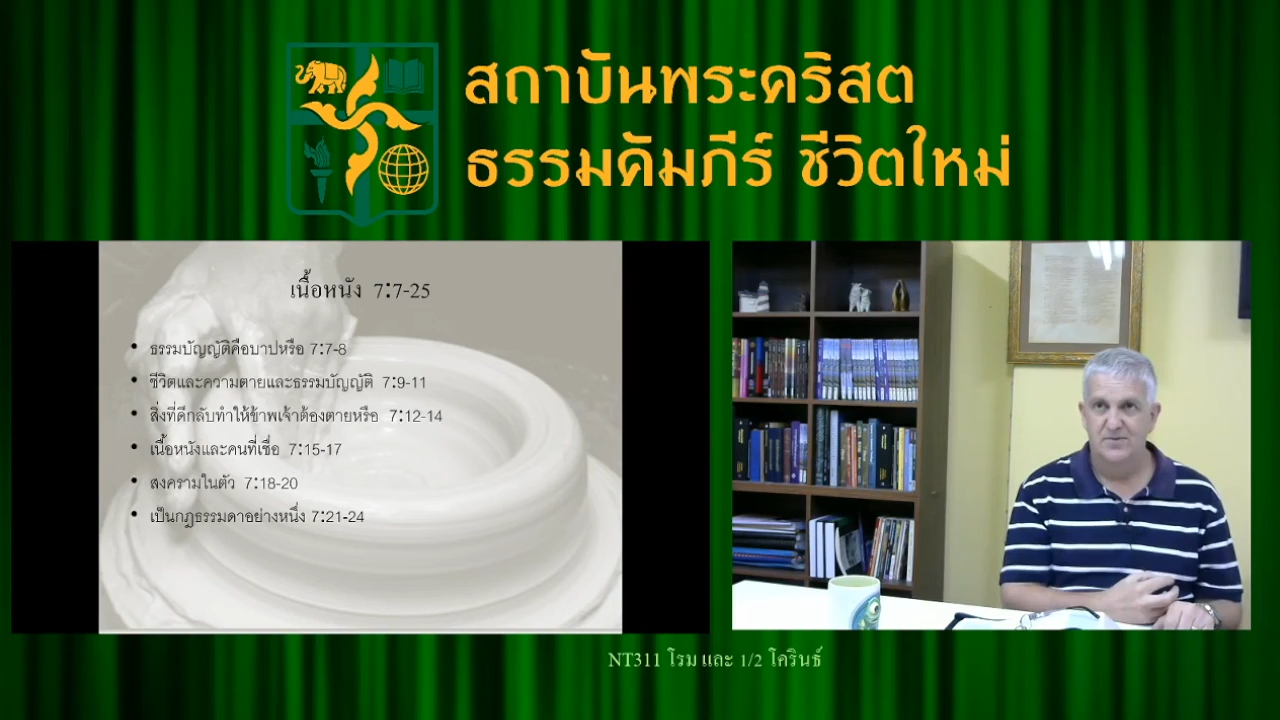 สถาบันพระคริสต
ธรรมคัมภีร์ ชีวิตใหม่
เนื้อหนัง 7:7-25
• ธรรมบัญญัติคือบาปหรือ 7:7-8
• ชีวิตและความตายและธรรมบัญญัติ 7:9-11
• สิ่งที่ดีกลับทำให้ข้าพเจ้าต้องตายหรือ 7:12-14
• เนื้อหนังและคนที่เชื่อ 7:15-17
• สงครามในตัว 7:18-20
• เป็นกฎธรรมดาอย่างหนึ่ง 7:21-24
NT311 โรม และ 1/2 โครินธ์